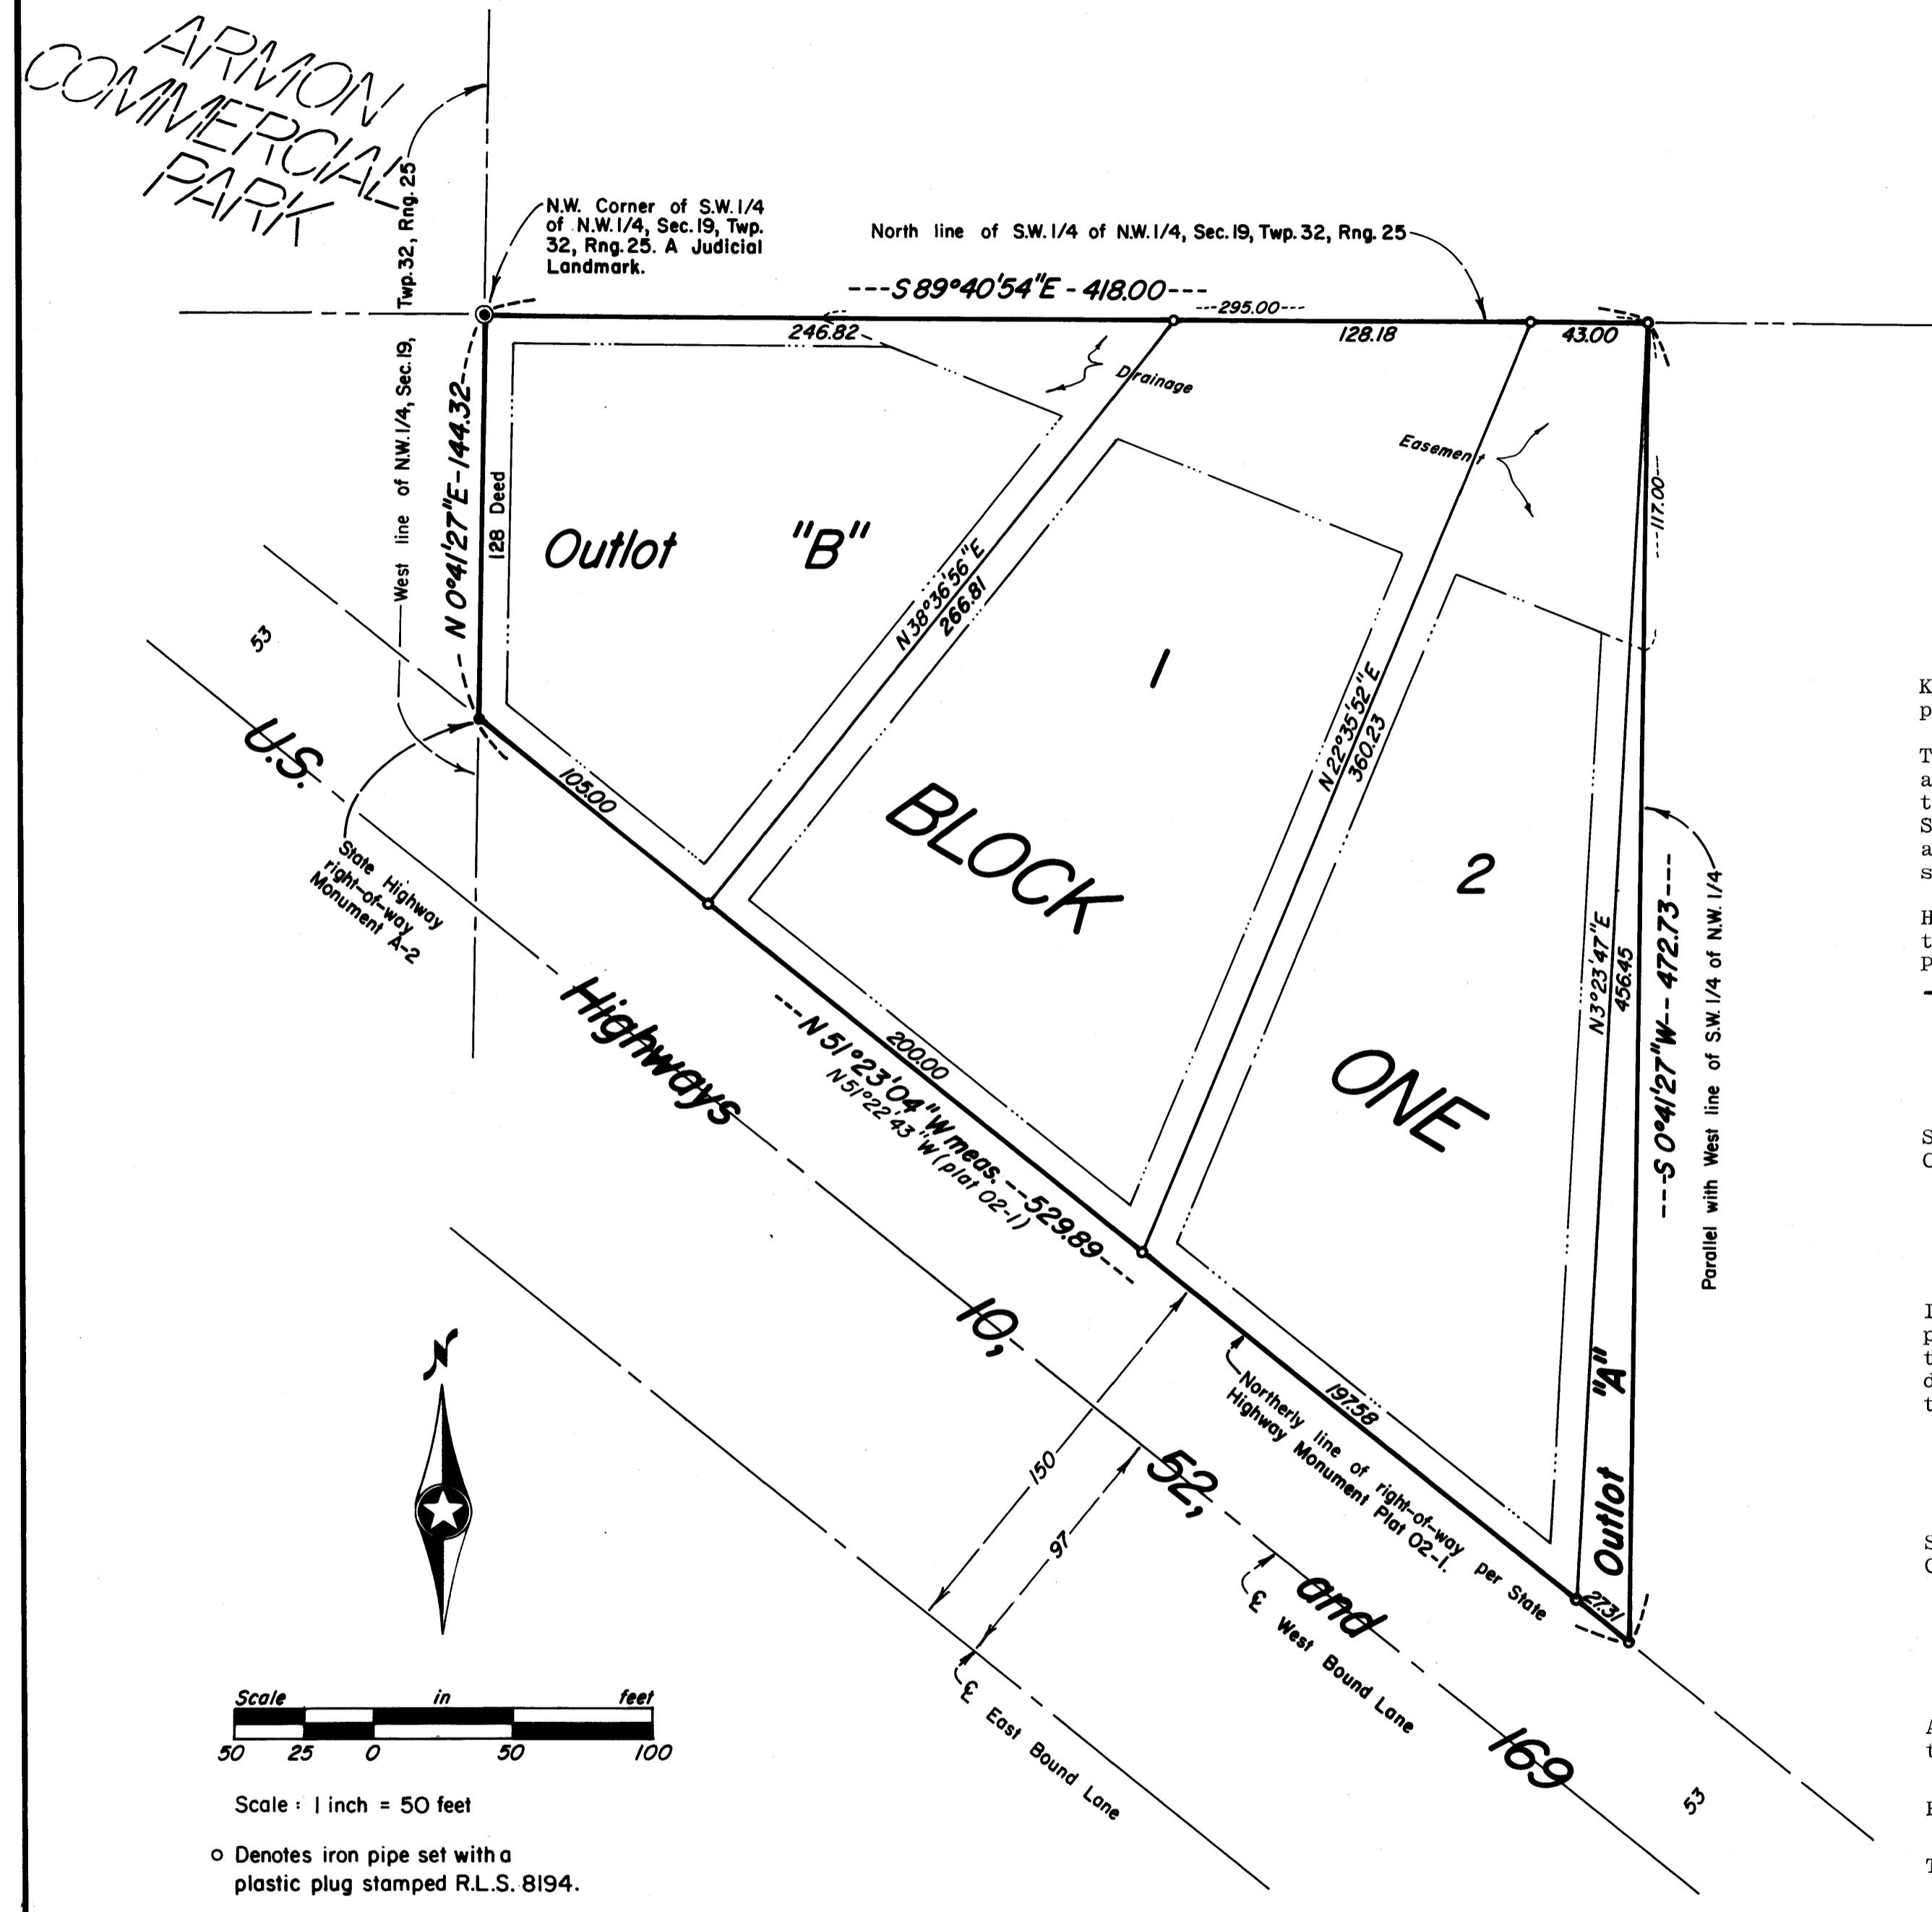 ARMON
COMMERCIAL
PARK
Twp. 32, Rng. 25
West line of N.W. 1/4, Sec. 19,
N.W. Corner of S.W. 1/4
of N.W. 1/4, Sec. 19, Twp.
32, Rng. 25. A Judicial
Landmark.
North line of S.W. 1/4 of N.W. 1/4, Sec. 19, Twp. 32, Rng. 25
---S 89°40'54"E - 418.00---
---295.00---
246.82
128.18
43.00
Drainage
Easement
---117.00---
N 0°41'27"E-144.32
128 Deed
Outlot "B"
N38°36'56"E
266.81
1
N22°35'52"E
360.23
BLOCK
2
ONE
N3°23'47"E
456.45
---S 0°41'27"W--472.73---
Parallel with West line of S.W. 1/4 of N.W. 1/4
Outlot "A"
53
U.S.
State Highway
right-of-way
Monument A-2
105.00
200.00
197.58
27.31
---N 51°23'04"W meas.--529.89---
N51°22'43"W (plat 02-1)
Highways
10,
52,
and
169
53
150
97
Northerly line of right-of-way per State
Highway Monument Plat 02-1.
℄ West Bound Lane
℄ East Bound Lane
N
Scale in feet
50 25 0 50 100
Scale : 1 inch = 50 feet
o Denotes iron pipe set with a
plastic plug stamped R.L.S. 8194.